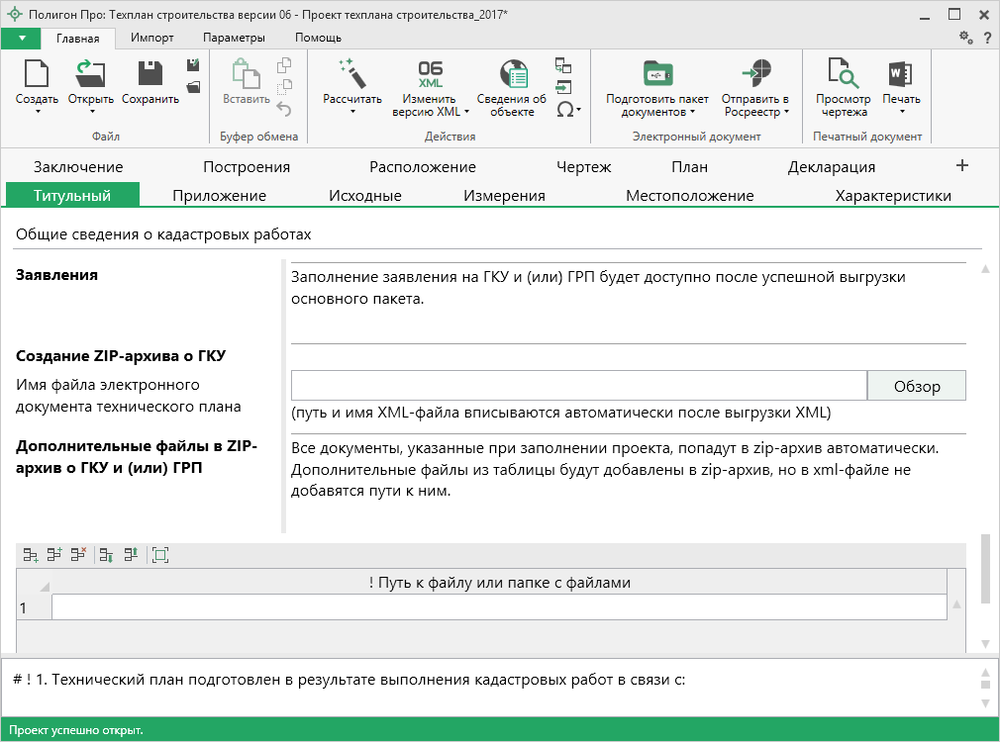 Полигон Про: Техплан строительства версии 06 - Проект техплана строительства_2017*
Главная Импорт Параметры Помощь
?
Создать Открыть Сохранить
Файл
Вставить
Буфер обмена
Рассчитать
06
XML
Изменить
версию XML
Сведения об
объекте
Ω
Действия
Подготовить пакет
документов
Отправить в
Росреестр
Электронный документ
Просмотр
чертежа
W
Печать
Печатный документ
Заключение Построения Расположение Чертеж План Декларация +
Титульный Приложение Исходные Измерения Местоположение Характеристики
Общие сведения о кадастровых работах
Заявления
Заполнение заявления на ГКУ и (или) ГРП будет доступно после успешной выгрузки
основного пакета.
Создание ZIP-архива о ГКУ
Имя файла электронного
документа технического плана
Обзор
(путь и имя XML-файла вписываются автоматически после выгрузки XML)
Дополнительные файлы в ZIP-
архив о ГКУ и (или) ГРП
Все документы, указанные при заполнении проекта, попадут в zip-архив автоматически.
Дополнительные файлы из таблицы будут добавлены в zip-архив, но в xml-файле не
добавятся пути к ним.
! Путь к файлу или папке с файлами
1
# ! 1. Технический план подготовлен в результате выполнения кадастровых работ в связи с:
Проект успешно открыт.